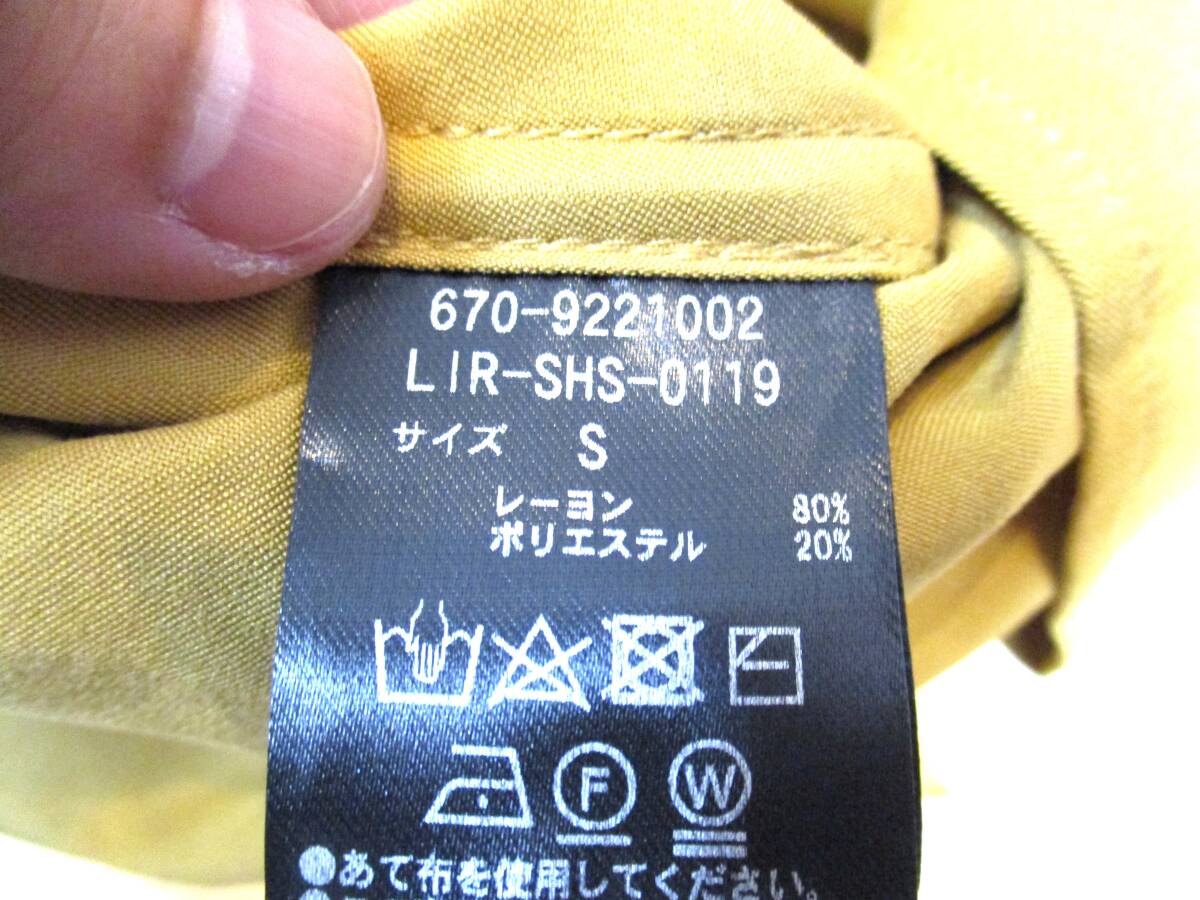 670-9221002
LIR-SHS-0119
サイズ S
レーヨン 80%
ポリエステル 20%
F W
●あて布を使用してください。